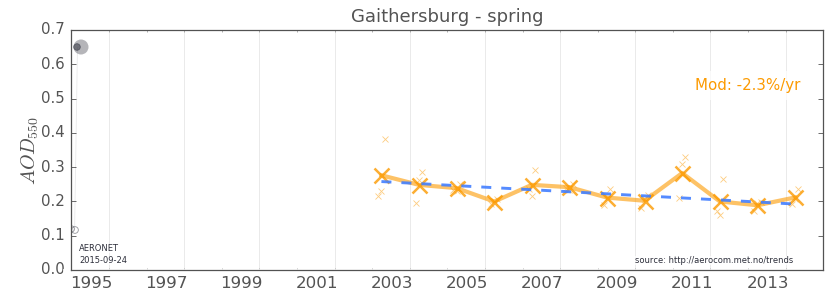 Gaithersburg - spring
0.7
0.6
0.5
0.4
0.3
0.2
0.1
0.0
AOD550
Mod: -2.3%/yr
AERONET
2015-09-24
source: http://aerocom.met.no/trends
1995 1997 1999 2001 2003 2005 2007 2009 2011 2013